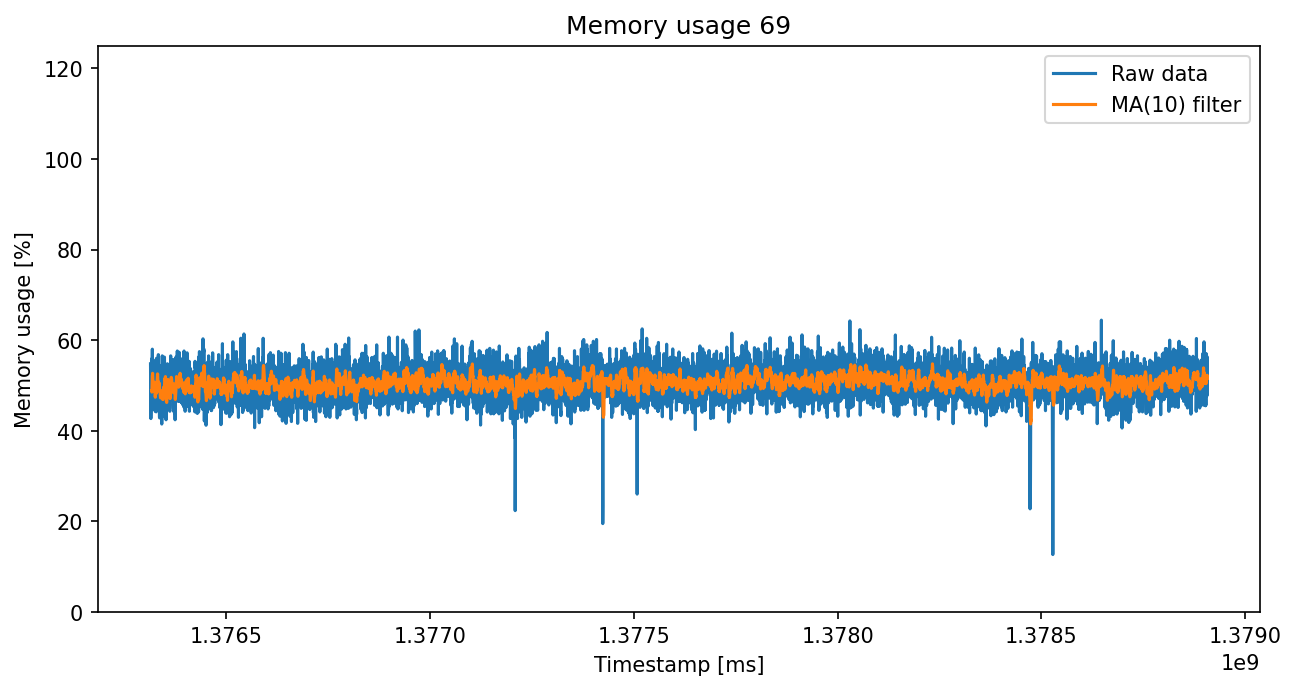 Memory usage 69
Raw data
MA(10) filter
Memory usage [%]
120
100
80
60
40
20
0
1.3765 1.3770 1.3775 1.3780 1.3785 1.3790
1e9
Timestamp [ms]